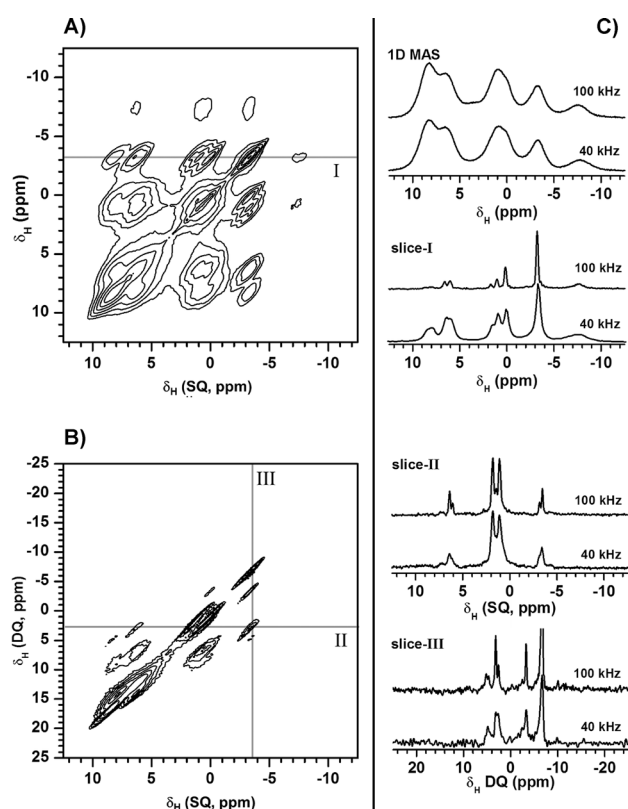 A)
-10
-5
0
5
10
δH (ppm)
I
10 5 0 -5 -10
δH (SQ, ppm)
B)
-25
-20
-15
-10
-5
0
5
10
15
20
25
δH (DQ, ppm)
III
II
10 5 0 -5 -10
δH (SQ, ppm)
C)
1D MAS
100 kHz
40 kHz
10 5 0 -5 -10
δH (ppm)
slice-I
100 kHz
40 kHz
10 5 0 -5 -10
δH (ppm)
slice-II
100 kHz
40 kHz
10 5 0 -5 -10
δH (SQ, ppm)
slice-III
100 kHz
40 kHz
20 10 0 -10 -20
δH DQ (ppm)